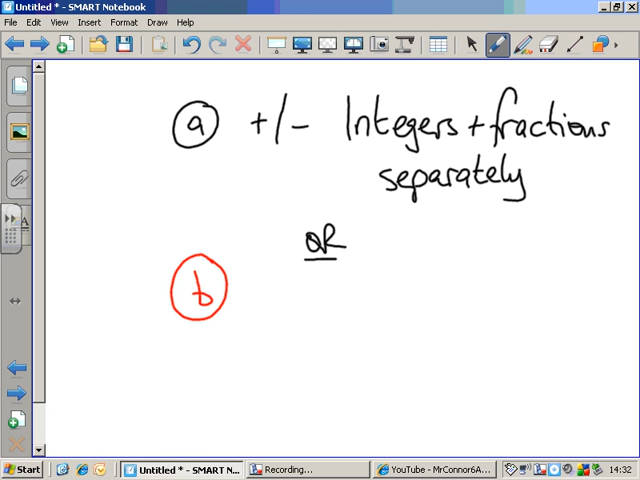 Untitled * - SMART Notebook
File Edit View Insert Format Draw Help
a +/- Integers + fractions
separately
OR
b
Start Untitled * - SMART N... Recording... YouTube - MrConnor6A... 14:32